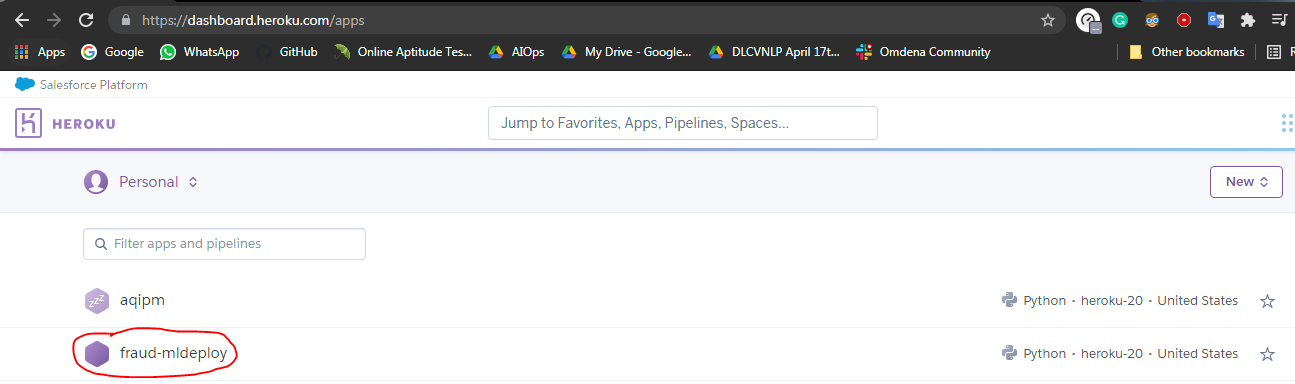 https://dashboard.heroku.com/apps
Apps Google WhatsApp GitHub Online Aptitude Tes... AIOps My Drive - Google... DLCVNLP April 17t... Omdena Community Other bookmarks
Salesforce Platform
HEROKU Jump to Favorites, Apps, Pipelines, Spaces...
Personal New
Filter apps and pipelines
zzz aqipm Python · heroku-20 · United States
fraud-mldeploy Python · heroku-20 · United States